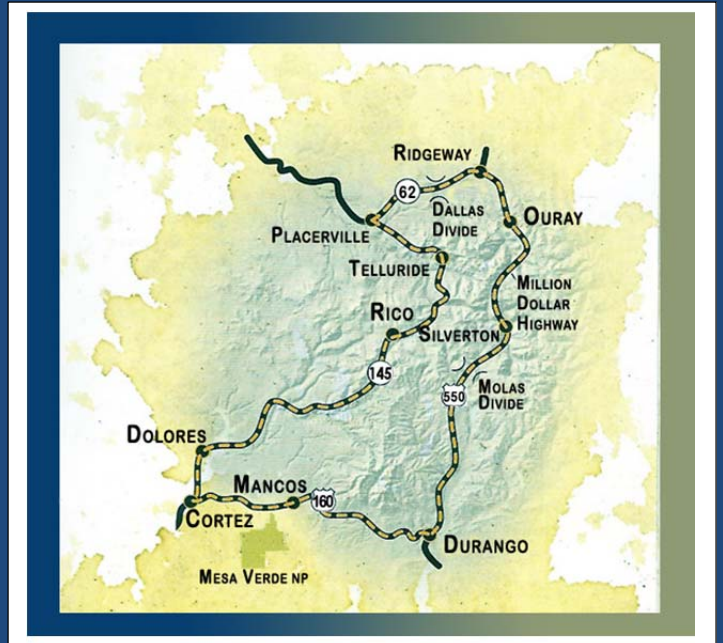 RIDGEWAY
62
DALLAS
DIVIDE
OURAY
PLACERVILLE
TELLURIDE
MILLION
DOLLAR
HIGHWAY
RICO
SILVERTON
145
550
MOLAS
DIVIDE
DOLORES
MANCOS
160
CORTEZ
DURANGO
MESA VERDE NP